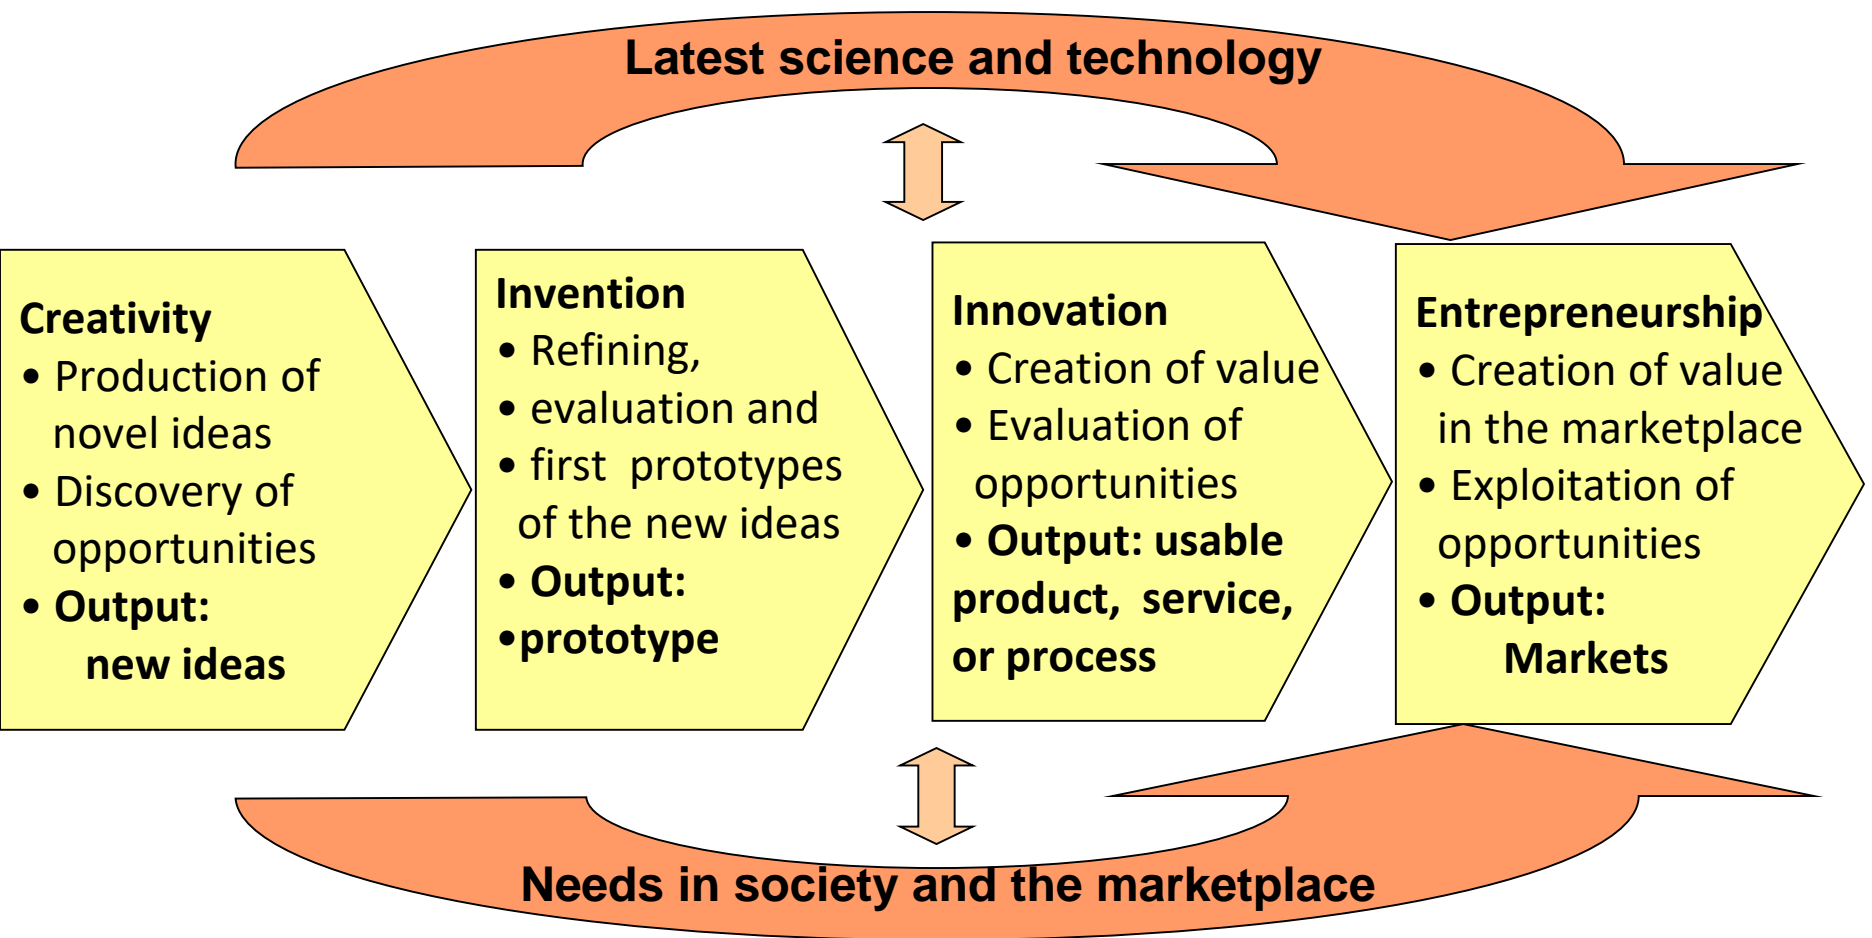 Latest science and technology
Creativity
• Production of
novel ideas
• Discovery of
opportunities
• Output:
new ideas
Invention
• Refining,
• evaluation and
• first prototypes
of the new ideas
• Output:
•prototype
Innovation
• Creation of value
• Evaluation of
opportunities
• Output: usable
product, service,
or process
Entrepreneurship
• Creation of value
in the marketplace
• Exploitation of
opportunities
• Output:
Markets
Needs in society and the marketplace